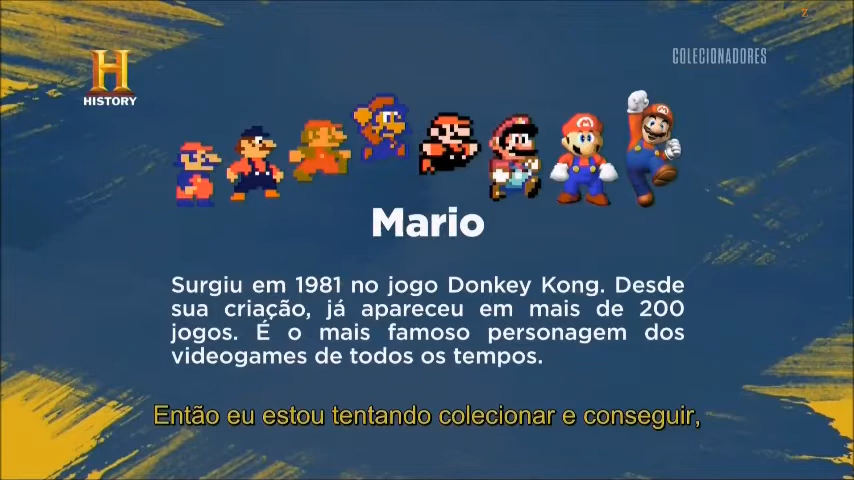 COLECIONADORES
H
HISTORY
Mario
Surgiu em 1981 no jogo Donkey Kong. Desde
sua criação, já apareceu em mais de 200
jogos. É o mais famoso personagem dos
videogames de todos os tempos.
Então eu estou tentando colecionar e conseguir,